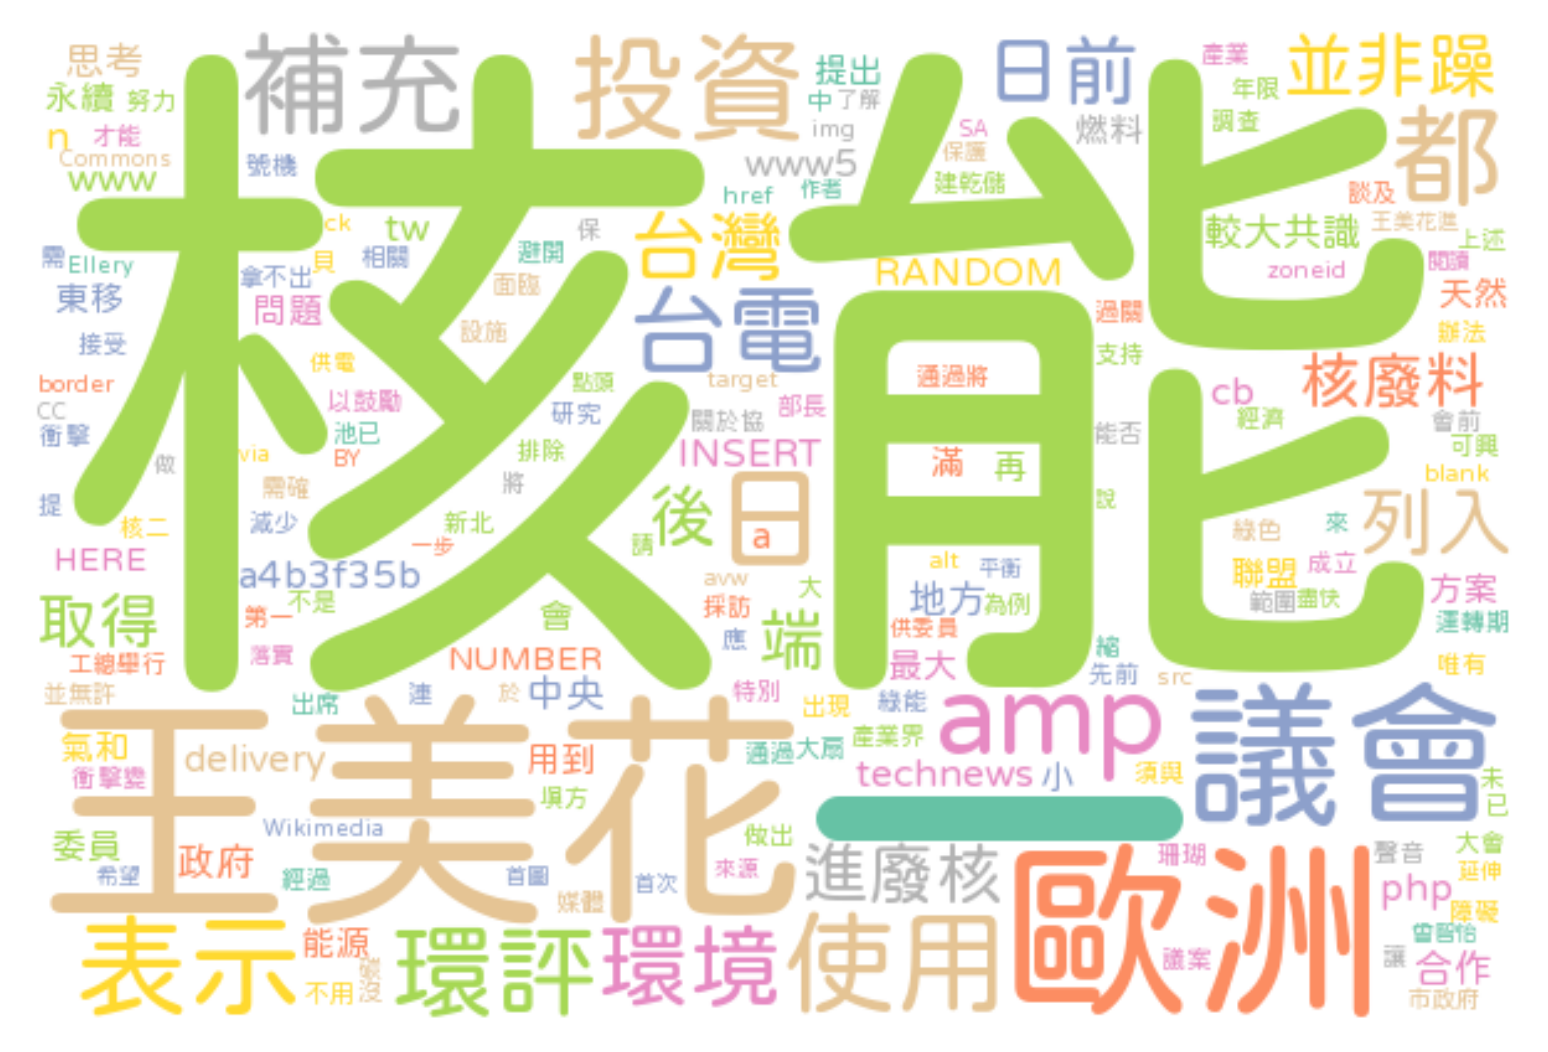 思考
補充
投資
提出
日前
產業
並非躁
永續
努力
中
了解
年限
n
才能
img
SA
燃料
調查
都
Commons
號機
www5
保護
www
href
作者
建乾儲
談及
ck
tw
保
台灣
較大共識
王美花進
上述
需
Ellery
拿不出
貝
相關
避開
RANDOM
zoneid
閱讀
東移
問題
面臨
台電
過關
天然
接受
設施
核能
支持
辦法
供電
border
以鼓勵
點頭
target
通過將
核廢料
CC
研究
關於協
部長
cb
經濟
會前
衝擊
池已
能否
可興
做
via
BY
排除
INSERT
滿
再
blank
提
需確
將
後
日
說
列入
核二
減少
新北
a
綠色
來
HERE
一步
請
alt
平衡
聯盟
成立
方案
a4b3f35b
avw
大
地方
為例
範圍
盡快
取得
第一
不是
會
採訪
應
端
供委員
運轉期
工總舉行
落實
NUMBER
最大
縮
先前
src
唯有
並無許
出席
連
於
中央
特別
出現
綠能
amp
議會
氣和
王美花
delivery
用到
通過
大扇
產業界
衝擊變
technews
小
須與
未
已
填方
一
委員
Wikimedia
做出
大會
政府
進廢核
歐洲
珊瑚
聲音
希望
經過
首圖
首次
來源
延伸
媒體
php
障礙
表示
能源
環評
環境
使用
曾智怡
議案
讓
合作
不用
市政府